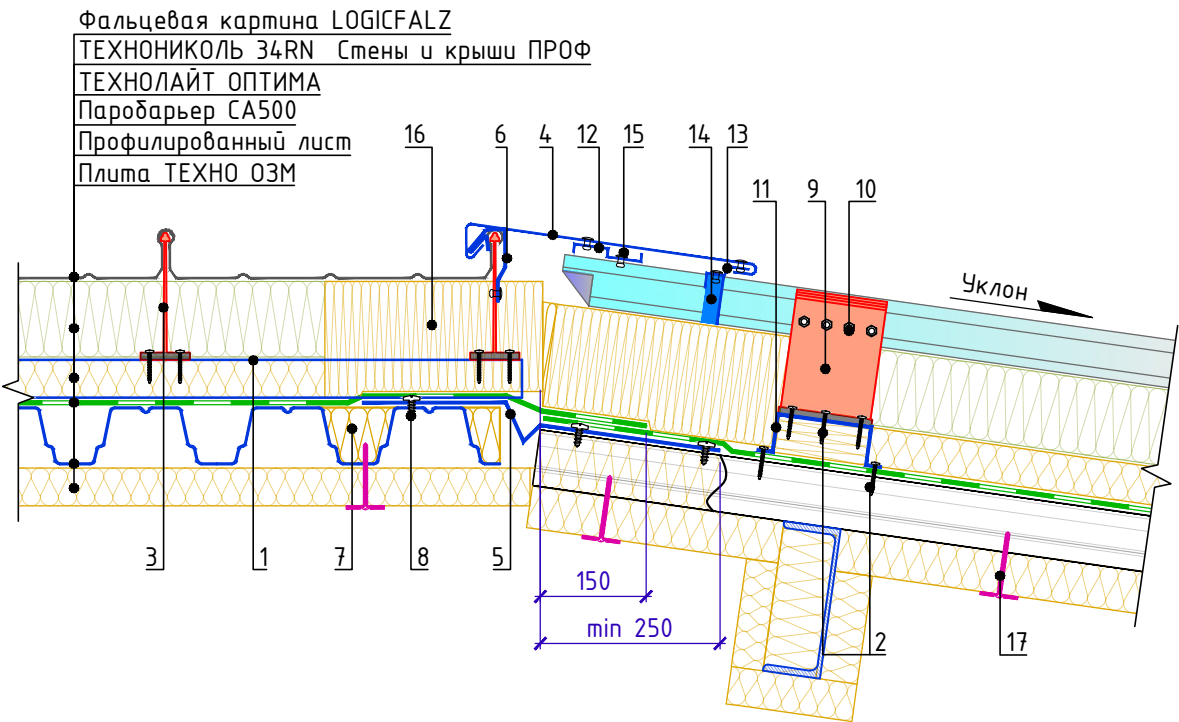 Фальцевая картина LOGICFALZ
ТЕХНОНИКОЛЬ 34RN Стены и крыши ПРОФ
ТЕХНОЛАЙТ ОПТИМА
Паробарьер СА500
Профилированный лист
Плита ТЕХНО ОЗМ
16 6 4 12 15 14 13
11 9 10
Уклон
3 1 7 8 5
150
min 250
2 17